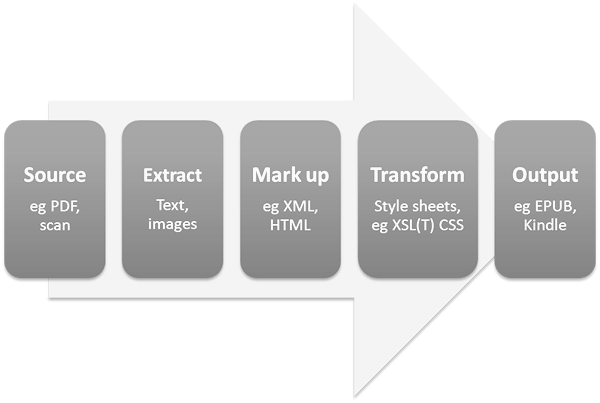 Source
eg PDF,
scan
Extract
Text,
images
Mark up
eg XML,
HTML
Transform
Style sheets,
eg XSL(T) CSS
Output
eg EPUB,
Kindle